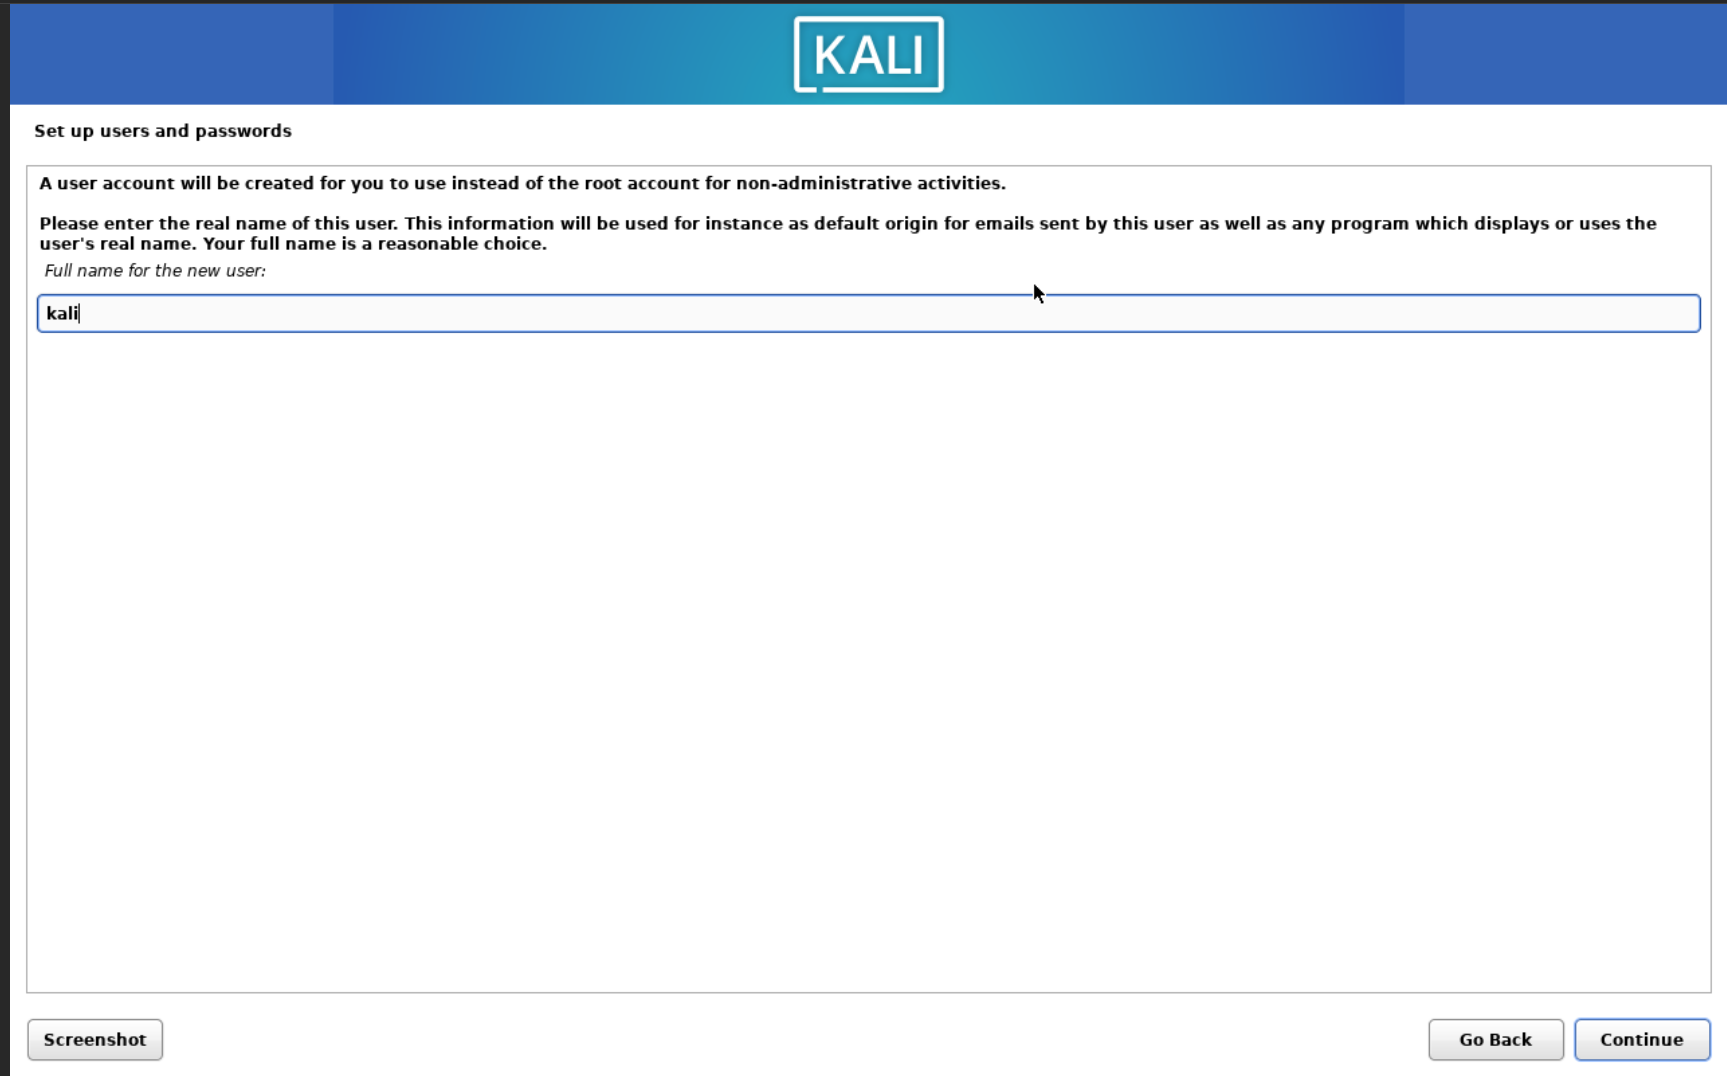 KALI
Set up users and passwords
A user account will be created for you to use instead of the root account for non-administrative activities.
Please enter the real name of this user. This information will be used for instance as default origin for emails sent by this user as well as any program which displays or uses the
user's real name. Your full name is a reasonable choice.
Full name for the new user:
kali
Screenshot
Go Back
Continue